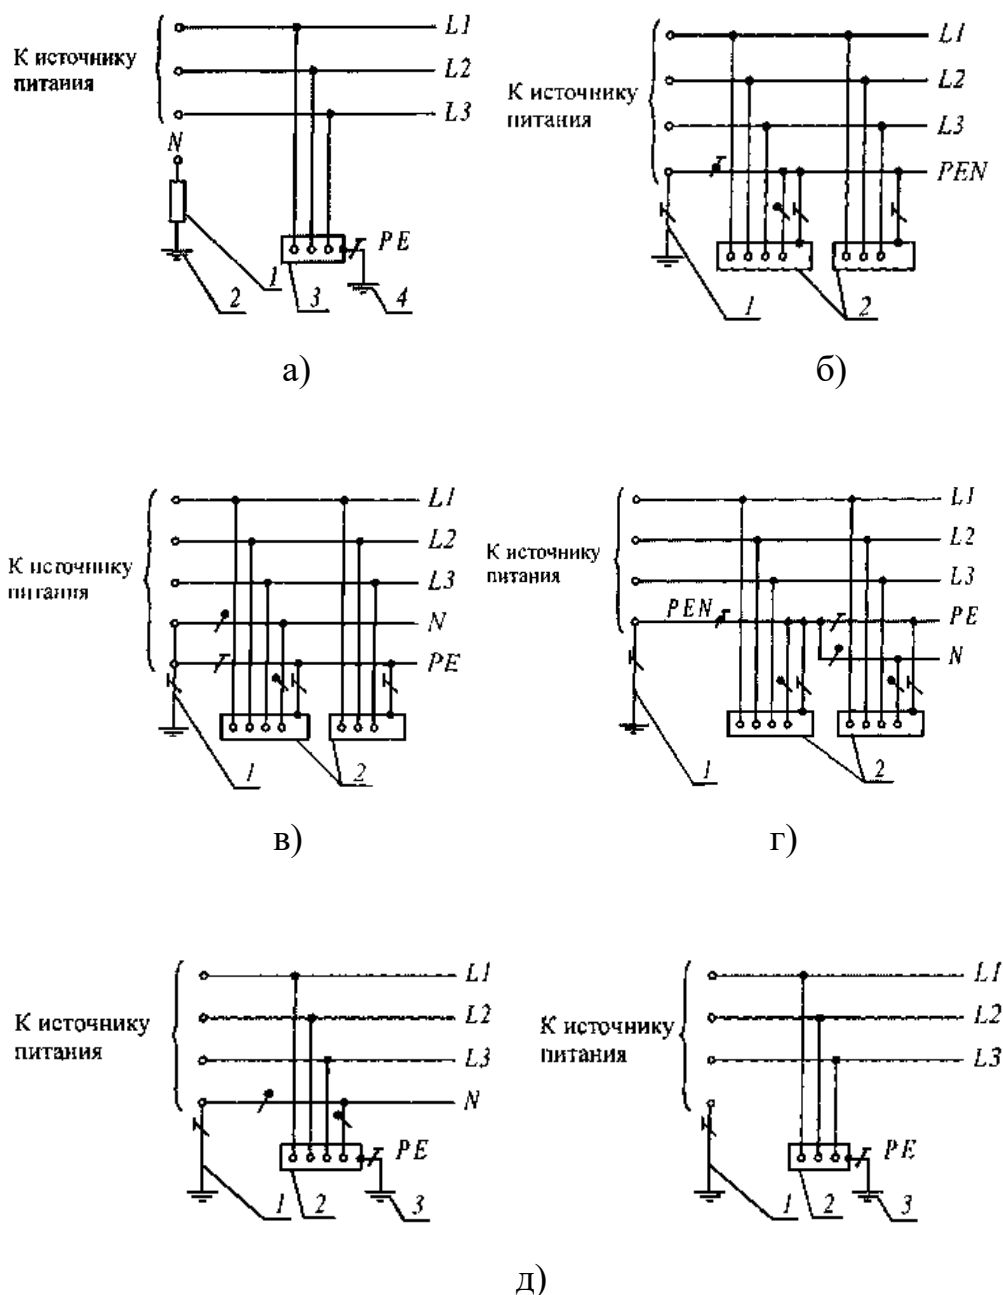 К источнику
питания
L1
L2
L3
N
PE
1
2
3
4
а)
К источнику
питания
L1
L2
L3
PEN
1
2
б)
К источнику
питания
L1
L2
L3
N
PE
1
2
в)
К источнику
питания
L1
L2
L3
PEN
PE
N
1
2
г)
К источнику
питания
L1
L2
L3
N
PE
1
2
3
К источнику
питания
L1
L2
L3
PE
1
2
3
д)